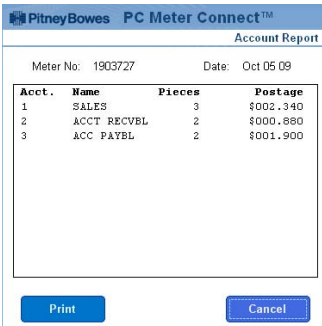 PitneyBowes PC Meter Connect™
Account Report
Meter No: 1903727 Date: Oct 05 09
Acct. Name Pieces Postage
1 SALES 3 $002.340
2 ACCT RECVBL 2 $000.880
3 ACC PAYBL 2 $001.900
Print Cancel